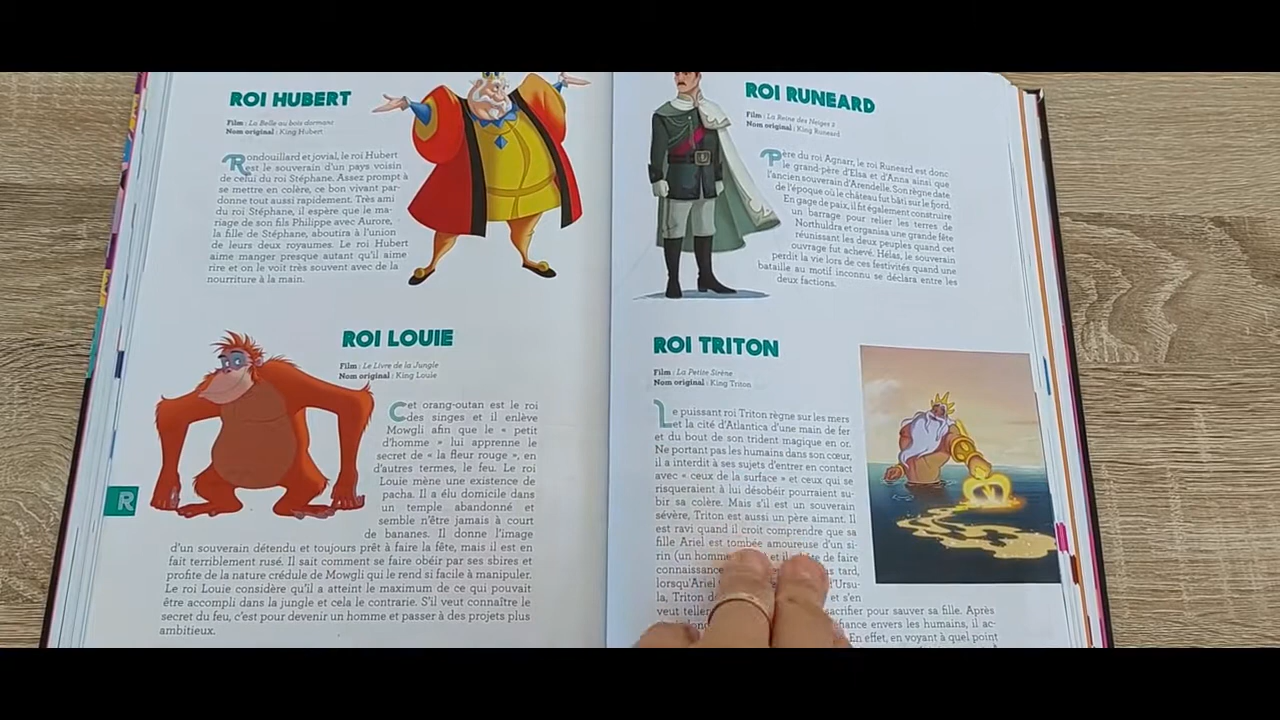 ROI HUBERT
Film : La Belle au bois dormant
Nom original : King Hubert
Rondouillard et jovial, le roi Hubert
est le souverain d'un pays voisin
de celui du roi Stéphane. Assez prompt à
se mettre en colère, ce bon vivant par-
donne tout aussi rapidement. Très ami
du roi Stéphane, il espère que le ma-
riage de son fils Philippe avec Aurore,
la fille de Stéphane, aboutira à l'union
de leurs deux royaumes. Le roi Hubert
aime manger presque autant qu'il aime
rire et on le voit très souvent avec de la
nourriture à la main.
ROI LOUIE
Film : Le Livre de la Jungle
Nom original : King Louie
Cet orang-outan est le roi
des singes et il enlève
Mowgli afin que le « petit
d'homme » lui apprenne le
secret de « la fleur rouge », en
d'autres termes, le feu. Le roi
Louie mène une existence de
pacha. Il a élu domicile dans
un temple abandonné et
semble n'être jamais à court
de bananes. Il donne l'image
d'un souverain détendu et toujours prêt à faire la fête, mais il est en
fait terriblement rusé. Il sait comment se faire obéir par ses sbires et
profite de la nature crédule de Mowgli qui le rend si facile à manipuler.
Le roi Louie considère qu'il a atteint le maximum de ce qui pouvait
être accompli dans la jungle et cela le contrarie. S'il veut connaître le
secret du feu, c'est pour devenir un homme et passer à des projets plus
ambitieux.
R
ROI RUNEARD
Film : La Reine des Neiges 2
Nom original : King Runeard
Père du roi Agnarr, le roi Runeard est donc
le grand-père d'Elsa et d'Anna ainsi que
l'ancien souverain d'Arendelle. Son règne date
de l'époque où le château fut bâti sur le fjord.
En gage de paix, il fit également construire
un barrage pour relier les terres de
Northuldra et organisa une grande fête
réunissant les deux peuples quand cet
ouvrage fut achevé. Hélas, le souverain
perdit la vie lors de ces festivités quand une
bataille au motif inconnu se déclara entre les
deux factions.
ROI TRITON
Film : La Petite Sirène
Nom original : King Triton
Le puissant roi Triton règne sur les mers
et la cité d'Atlantica d'une main de fer
et du bout de son trident magique en or.
Ne portant pas les humains dans son cœur,
il a interdit à ses sujets d'entrer en contact
avec « ceux de la surface » et ceux qui se
risqueraient à lui désobéir pourraient su-
bir sa colère. Mais s'il est un souverain
sévère, Triton est aussi un père aimant. Il
est ravi quand il croit comprendre que sa
fille Ariel est tombée amoureuse d'un si-
rin (un homme et il de faire
connaissance tard,
lorsqu'Ariel d'Ursu-
la, Triton et s'en
veut teller sacrifier pour sauver sa fille. Après
envers les humains, il ac-
En effet, en voyant à quel point